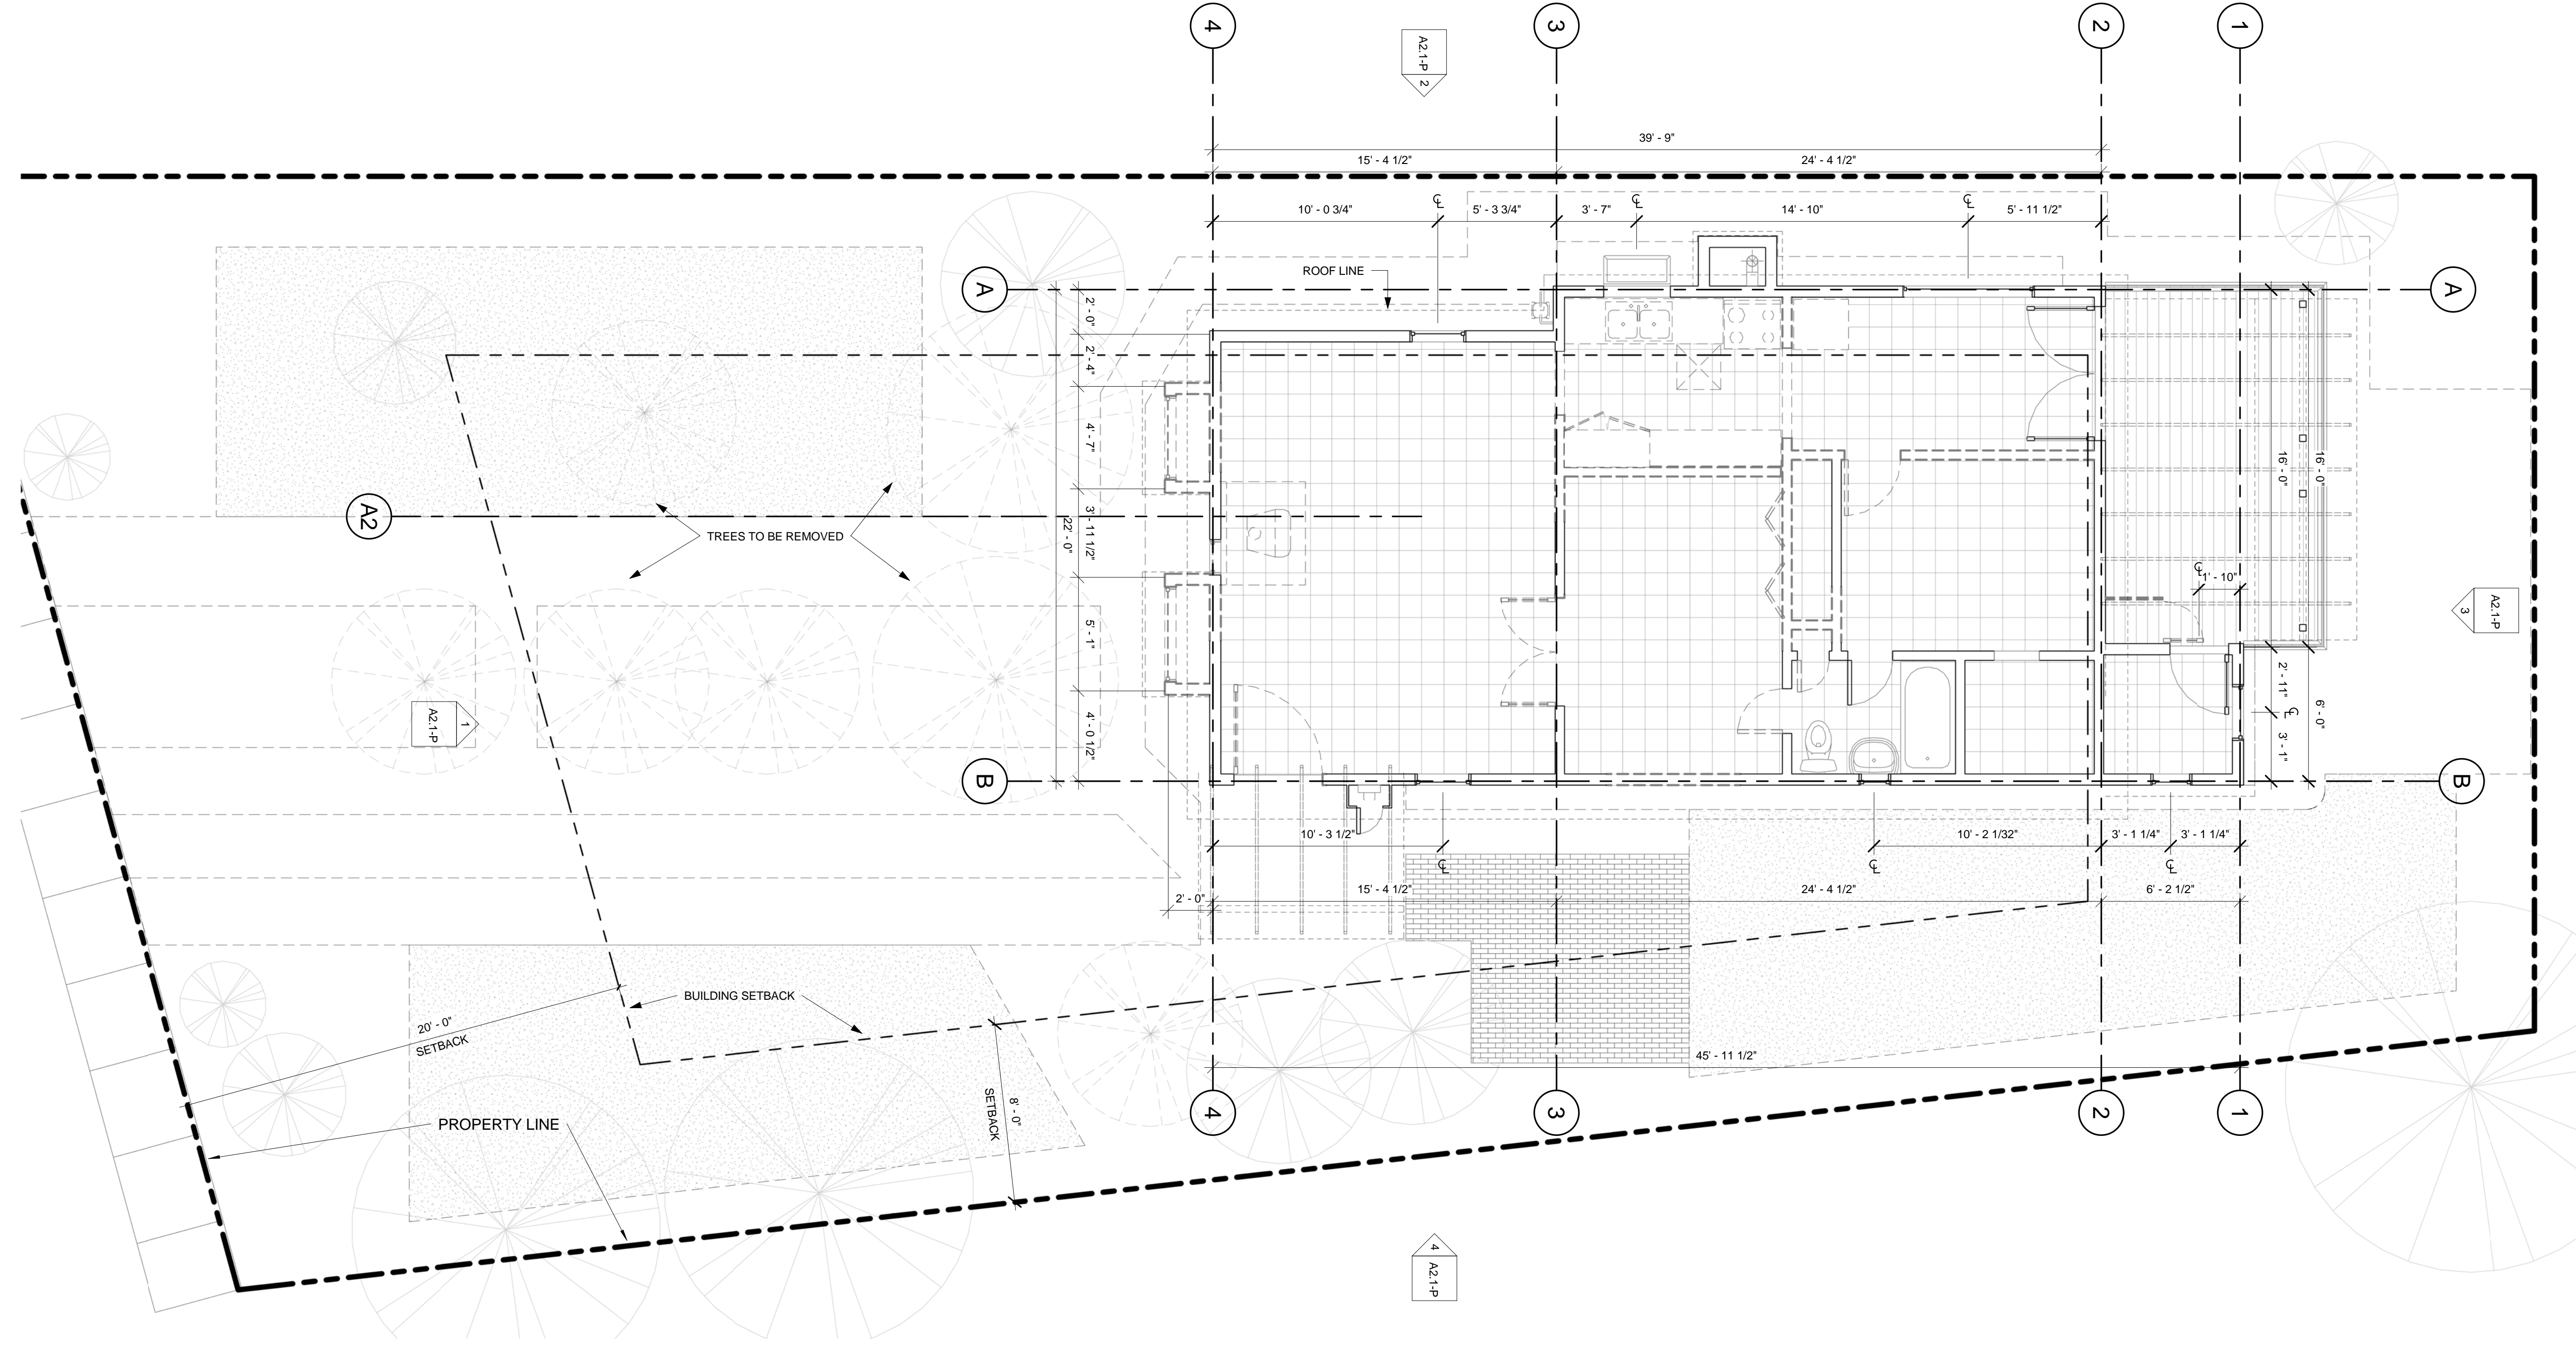 4
3
2
1
A2.1-P
2
39' - 9"
15' - 4 1/2"
24' - 4 1/2"
10' - 0 3/4"
5' - 3 3/4"
3' - 7"
14' - 10"
5' - 11 1/2"
ROOF LINE
A
A
2' - 0"
2' - 4"
4' - 7"
3' - 11 1/2"
22' - 0"
5' - 1"
4' - 0 1/2"
16' - 0"
16' - 0"
A2
TREES TO BE REMOVED
1' - 10"
A2.1-P
3
2' - 11"
6' - 0"
3' - 1"
A2.1-P
1
B
B
10' - 3 1/2"
10' - 2 1/32"
3' - 1 1/4"
3' - 1 1/4"
2' - 0"
15' - 4 1/2"
24' - 4 1/2"
6' - 2 1/2"
BUILDING SETBACK
20' - 0"
SETBACK
8' - 0"
SETBACK
45' - 11 1/2"
PROPERTY LINE
4
3
2
1
4
A2.1-P